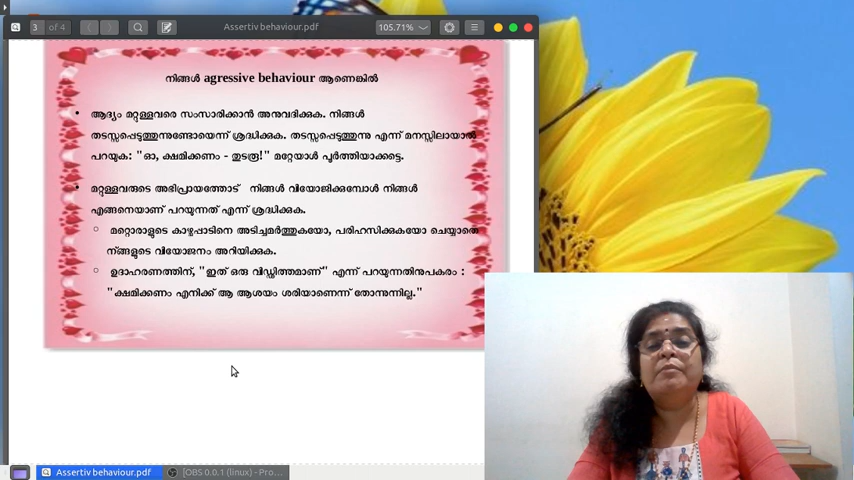 3 of 4
Assertiv behaviour.pdf
105.71%
നിങ്ങൾ agressive behaviour ആണെങ്കിൽ
• ആദ്യം മറ്റുള്ളവരെ സംസാരിക്കാൻ അനുവദിക്കുക. നിങ്ങൾ
തടസ്സപ്പെടുത്തുന്നുണ്ടോയെന്ന് ശ്രദ്ധിക്കുക. തടസ്സപ്പെടുത്തുന്നു എന്ന് മനസ്സിലായാൽ
പറയുക: "ഓ, ക്ഷമിക്കണം - തുടരൂ!" മറ്റേയാൾ പൂർത്തിയാക്കട്ടെ.
• മറ്റുള്ളവരുടെ അഭിപ്രായത്തോട് നിങ്ങൾ വിയോജിക്കുമ്പോൾ നിങ്ങൾ
എങ്ങനെയാണ് പറയുന്നത് എന്ന് ശ്രദ്ധിക്കുക.
○ മറ്റൊരാളുടെ കാഴ്ചപ്പാടിനെ അടിച്ചമർത്തുകയോ, പരിഹസിക്കുകയോ ചെയ്യാതെ
നിങ്ങളുടെ വിയോജനം അറിയിക്കുക.
○ ഉദാഹരണത്തിന്, "ഇത് ഒരു വിഡ്ഢിത്തമാണ്" എന്ന് പറയുന്നതിനുപകരം :
"ക്ഷമിക്കണം എനിക്ക് ആ ആശയം ശരിയാണെന്ന് തോന്നുന്നില്ല."
Assertiv behaviour.pdf
[OBS 0.0.1 (linux) - Pro...